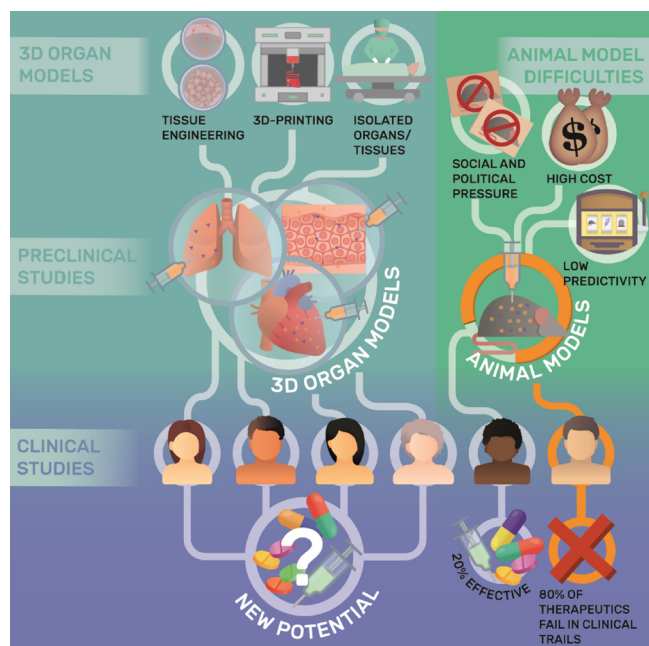 3D ORGAN
MODELS
ANIMAL MODEL
DIFFICULTIES
TISSUE
ENGINEERING
3D-PRINTING
ISOLATED
ORGANS/
TISSUES
SOCIAL AND
POLITICAL
PRESSURE
$
HIGH COST
LOW
PREDICTIVITY
PRECLINICAL
STUDIES
3D ORGAN MODELS
ANIMAL MODELS
CLINICAL
STUDIES
?
NEW POTENTIAL
20% EFFECTIVE
80% OF
THERAPEUTICS
FAIL IN CLINICAL
TRAILS